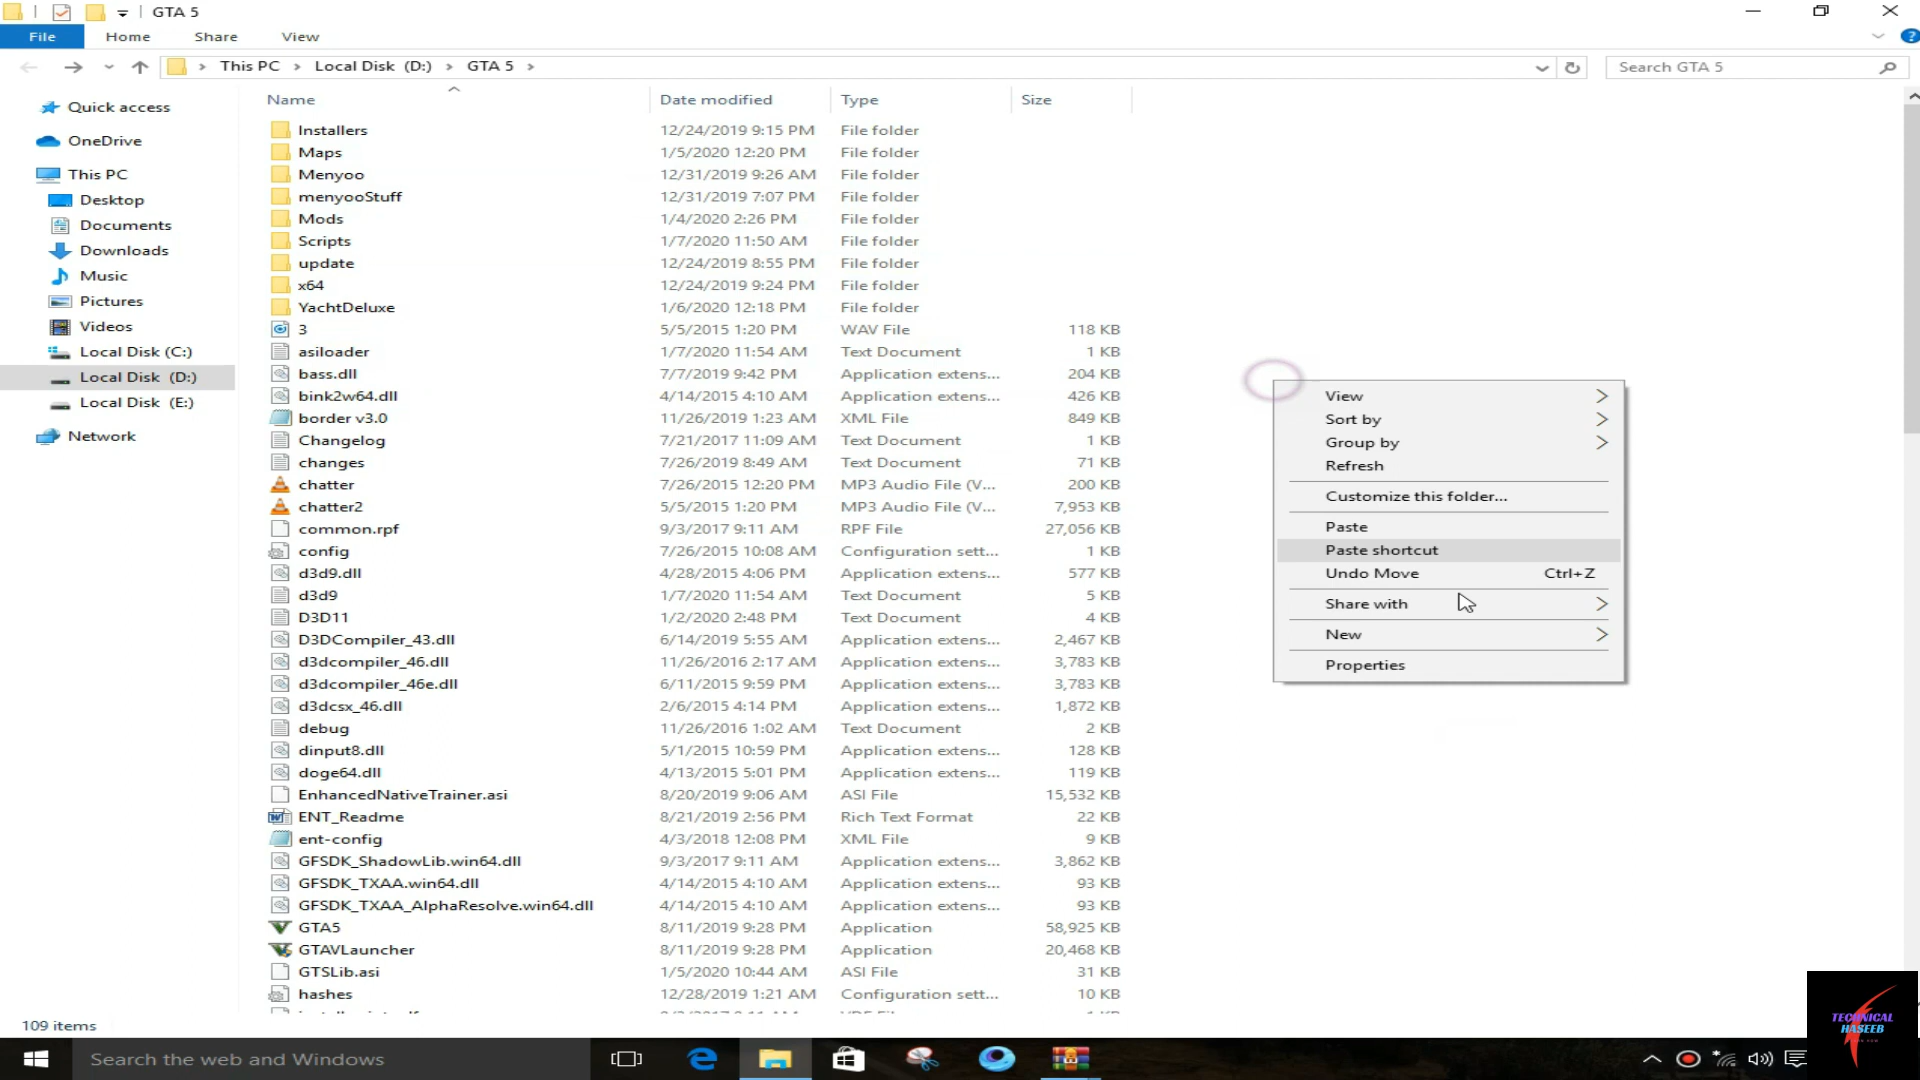 GTA 5
File Home Share View
This PC Local Disk (D:) GTA 5 Search GTA 5
Name Date modified Type Size
Quick access
OneDrive
This PC
Desktop
Documents
Downloads
Music
Pictures
Videos
Local Disk (C:)
Local Disk (D:)
Local Disk (E:)
Network
Installers 12/24/2019 9:15 PM File folder
Maps 1/5/2020 12:20 PM File folder
Menyoo 12/31/2019 9:26 AM File folder
menyooStuff 12/31/2019 7:07 PM File folder
Mods 1/4/2020 2:26 PM File folder
Scripts 1/7/2020 11:50 AM File folder
update 12/24/2019 8:55 PM File folder
x64 12/24/2019 9:24 PM File folder
YachtDeluxe 1/6/2020 12:18 PM File folder
3 5/5/2015 1:20 PM WAV File 118 KB
asiloader 1/7/2020 11:54 AM Text Document 1 KB
bass.dll 7/7/2019 9:42 PM Application extens... 204 KB
bink2w64.dll 4/14/2015 4:10 AM Application extens... 426 KB
border v3.0 11/26/2019 1:23 AM XML File 849 KB
Changelog 7/21/2017 11:09 AM Text Document 1 KB
changes 7/26/2019 8:49 AM Text Document 71 KB
chatter 7/26/2015 12:20 PM MP3 Audio File (V... 200 KB
chatter2 5/5/2015 1:20 PM MP3 Audio File (V... 7,953 KB
common.rpf 9/3/2017 9:11 AM RPF File 27,056 KB
config 7/26/2015 10:08 AM Configuration sett... 1 KB
d3d9.dll 4/28/2015 4:06 PM Application extens... 577 KB
d3d9 1/7/2020 11:54 AM Text Document 5 KB
D3D11 1/2/2020 2:48 PM Text Document 4 KB
D3DCompiler_43.dll 6/14/2019 5:55 AM Application extens... 2,467 KB
d3dcompiler_46.dll 11/26/2016 2:17 AM Application extens... 3,783 KB
d3dcompiler_46e.dll 6/11/2015 9:59 PM Application extens... 3,783 KB
d3dcsx_46.dll 2/6/2015 4:14 PM Application extens... 1,872 KB
debug 11/26/2016 1:02 AM Text Document 2 KB
dinput8.dll 5/1/2015 10:59 PM Application extens... 128 KB
doge64.dll 4/13/2015 5:01 PM Application extens... 119 KB
EnhancedNativeTrainer.asi 8/20/2019 9:06 AM ASI File 15,532 KB
ENT_Readme 8/21/2019 2:56 PM Rich Text Format 22 KB
ent-config 4/3/2018 12:08 PM XML File 9 KB
GFSDK_ShadowLib.win64.dll 9/3/2017 9:11 AM Application extens... 3,862 KB
GFSDK_TXAA.win64.dll 4/14/2015 4:10 AM Application extens... 93 KB
GFSDK_TXAA_AlphaResolve.win64.dll 4/14/2015 4:10 AM Application extens... 93 KB
GTA5 8/11/2019 9:28 PM Application 58,925 KB
GTAVLauncher 8/11/2019 9:28 PM Application 20,468 KB
GTSLib.asi 1/5/2020 10:44 AM ASI File 31 KB
hashes 12/28/2019 1:21 AM Configuration sett... 10 KB
View
Sort by
Group by
Refresh
Customize this folder...
Paste
Paste shortcut
Undo Move Ctrl+Z
Share with
New
Properties
109 items
TECHNICAL
HASEEB
Search the web and Windows